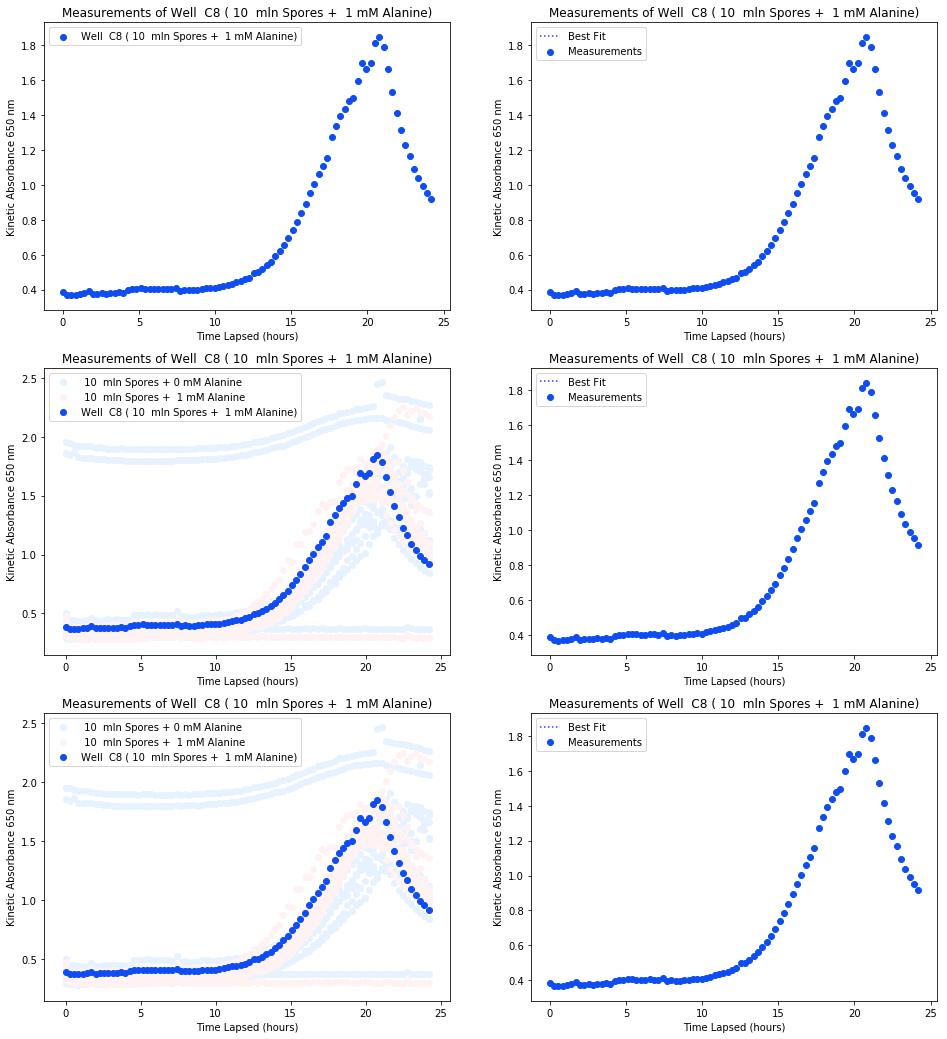 Measurements of Well C8 ( 10 mln Spores + 1 mM Alanine)
Well C8 ( 10 mln Spores + 1 mM Alanine)
1.8
1.6
1.4
1.2
1.0
0.8
0.6
0.4
Kinetic Absorbance 650 nm
0 5 10 15 20 25
Time Lapsed (hours)
Measurements of Well C8 ( 10 mln Spores + 1 mM Alanine)
Best Fit
Measurements
1.8
1.6
1.4
1.2
1.0
0.8
0.6
0.4
Kinetic Absorbance 650 nm
0 5 10 15 20 25
Time Lapsed (hours)
Measurements of Well C8 ( 10 mln Spores + 1 mM Alanine)
10 mln Spores + 0 mM Alanine
10 mln Spores + 1 mM Alanine
Well C8 ( 10 mln Spores + 1 mM Alanine)
2.5
2.0
1.5
1.0
0.5
Kinetic Absorbance 650 nm
0 5 10 15 20 25
Time Lapsed (hours)
Measurements of Well C8 ( 10 mln Spores + 1 mM Alanine)
Best Fit
Measurements
1.8
1.6
1.4
1.2
1.0
0.8
0.6
0.4
Kinetic Absorbance 650 nm
0 5 10 15 20 25
Time Lapsed (hours)
Measurements of Well C8 ( 10 mln Spores + 1 mM Alanine)
10 mln Spores + 0 mM Alanine
10 mln Spores + 1 mM Alanine
Well C8 ( 10 mln Spores + 1 mM Alanine)
2.5
2.0
1.5
1.0
0.5
Kinetic Absorbance 650 nm
0 5 10 15 20 25
Time Lapsed (hours)
Measurements of Well C8 ( 10 mln Spores + 1 mM Alanine)
Best Fit
Measurements
1.8
1.6
1.4
1.2
1.0
0.8
0.6
0.4
Kinetic Absorbance 650 nm
0 5 10 15 20 25
Time Lapsed (hours)